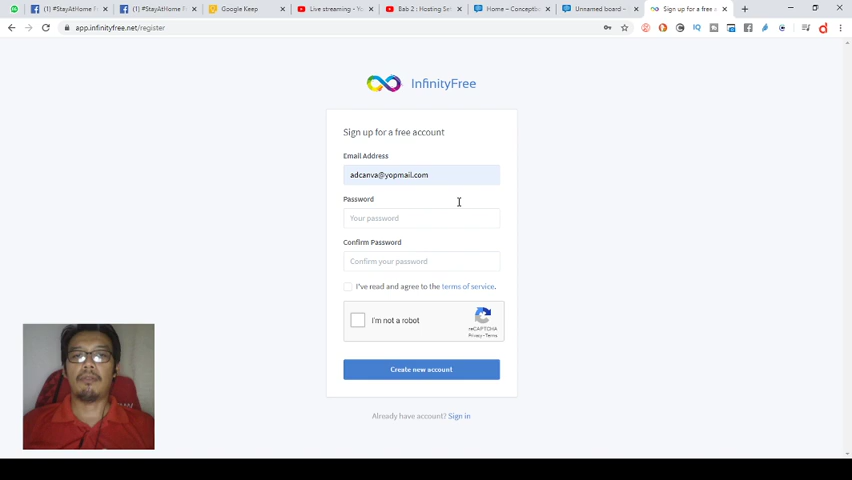 #StayAtHome F
#StayAtHome F
Google Keep
Live streaming - Yo
Bab 2 : Hosting Se
Home – Conceptbo
Unnamed board –
Sign up for a free a
app.infinityfree.net/register
InfinityFree
Sign up for a free account
Email Address
adcanva@yopmail.com
Password
Your password
Confirm Password
Confirm your password
I've read and agree to the terms of service.
I'm not a robot
reCAPTCHA
Privacy - Terms
Create new account
Already have account? Sign in